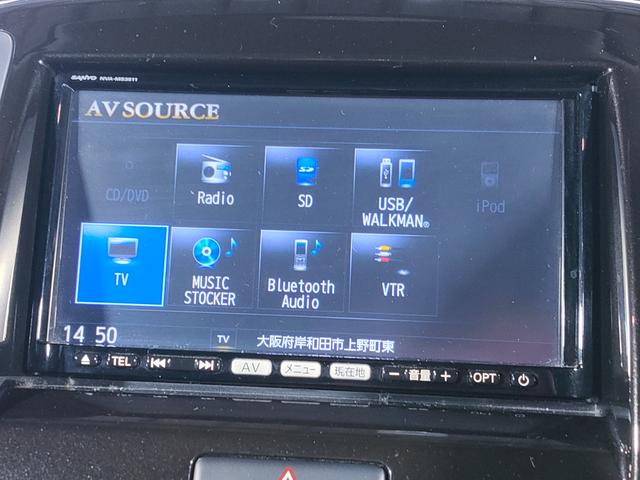 SANYO NVA-MS3811
AV SOURCE
CD/DVD
Radio
SD
USB/
WALKMAN®
iPod
TV
MUSIC
STOCKER
Bluetooth
Audio
VTR
14 50
TV
大阪府岸和田市上野町東
TEL
AV
メニュー
現在地
− 音量 +
OPT